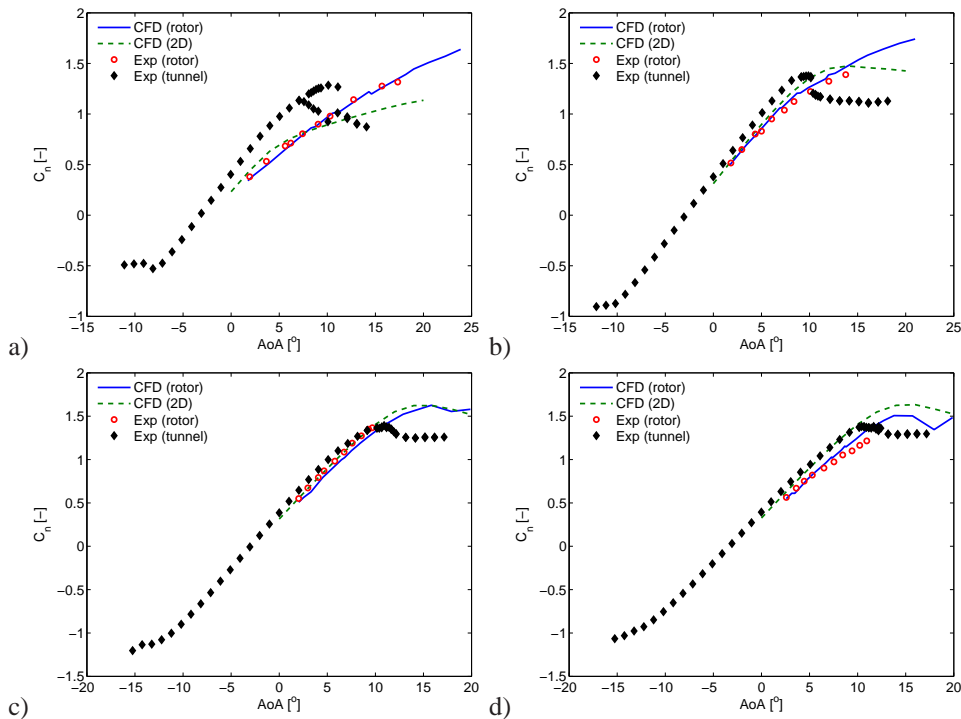 2
CFD (rotor)
CFD (2D)
Exp (rotor)
Exp (tunnel)
1.5
1
0.5
0
−0.5
−1
Cn [−]
−15 −10 −5 0 5 10 15 20 25
AoA [o]
a)
2
CFD (rotor)
CFD (2D)
Exp (rotor)
Exp (tunnel)
1.5
1
0.5
0
−0.5
−1
Cn [−]
−15 −10 −5 0 5 10 15 20 25
AoA [o]
b)
2
CFD (rotor)
CFD (2D)
Exp (rotor)
Exp (tunnel)
1.5
1
0.5
0
−0.5
−1
−1.5
Cn [−]
−20 −15 −10 −5 0 5 10 15 20
AoA [o]
c)
2
CFD (rotor)
CFD (2D)
Exp (rotor)
Exp (tunnel)
1.5
1
0.5
0
−0.5
−1
−1.5
Cn [−]
−20 −15 −10 −5 0 5 10 15 20
AoA [o]
d)